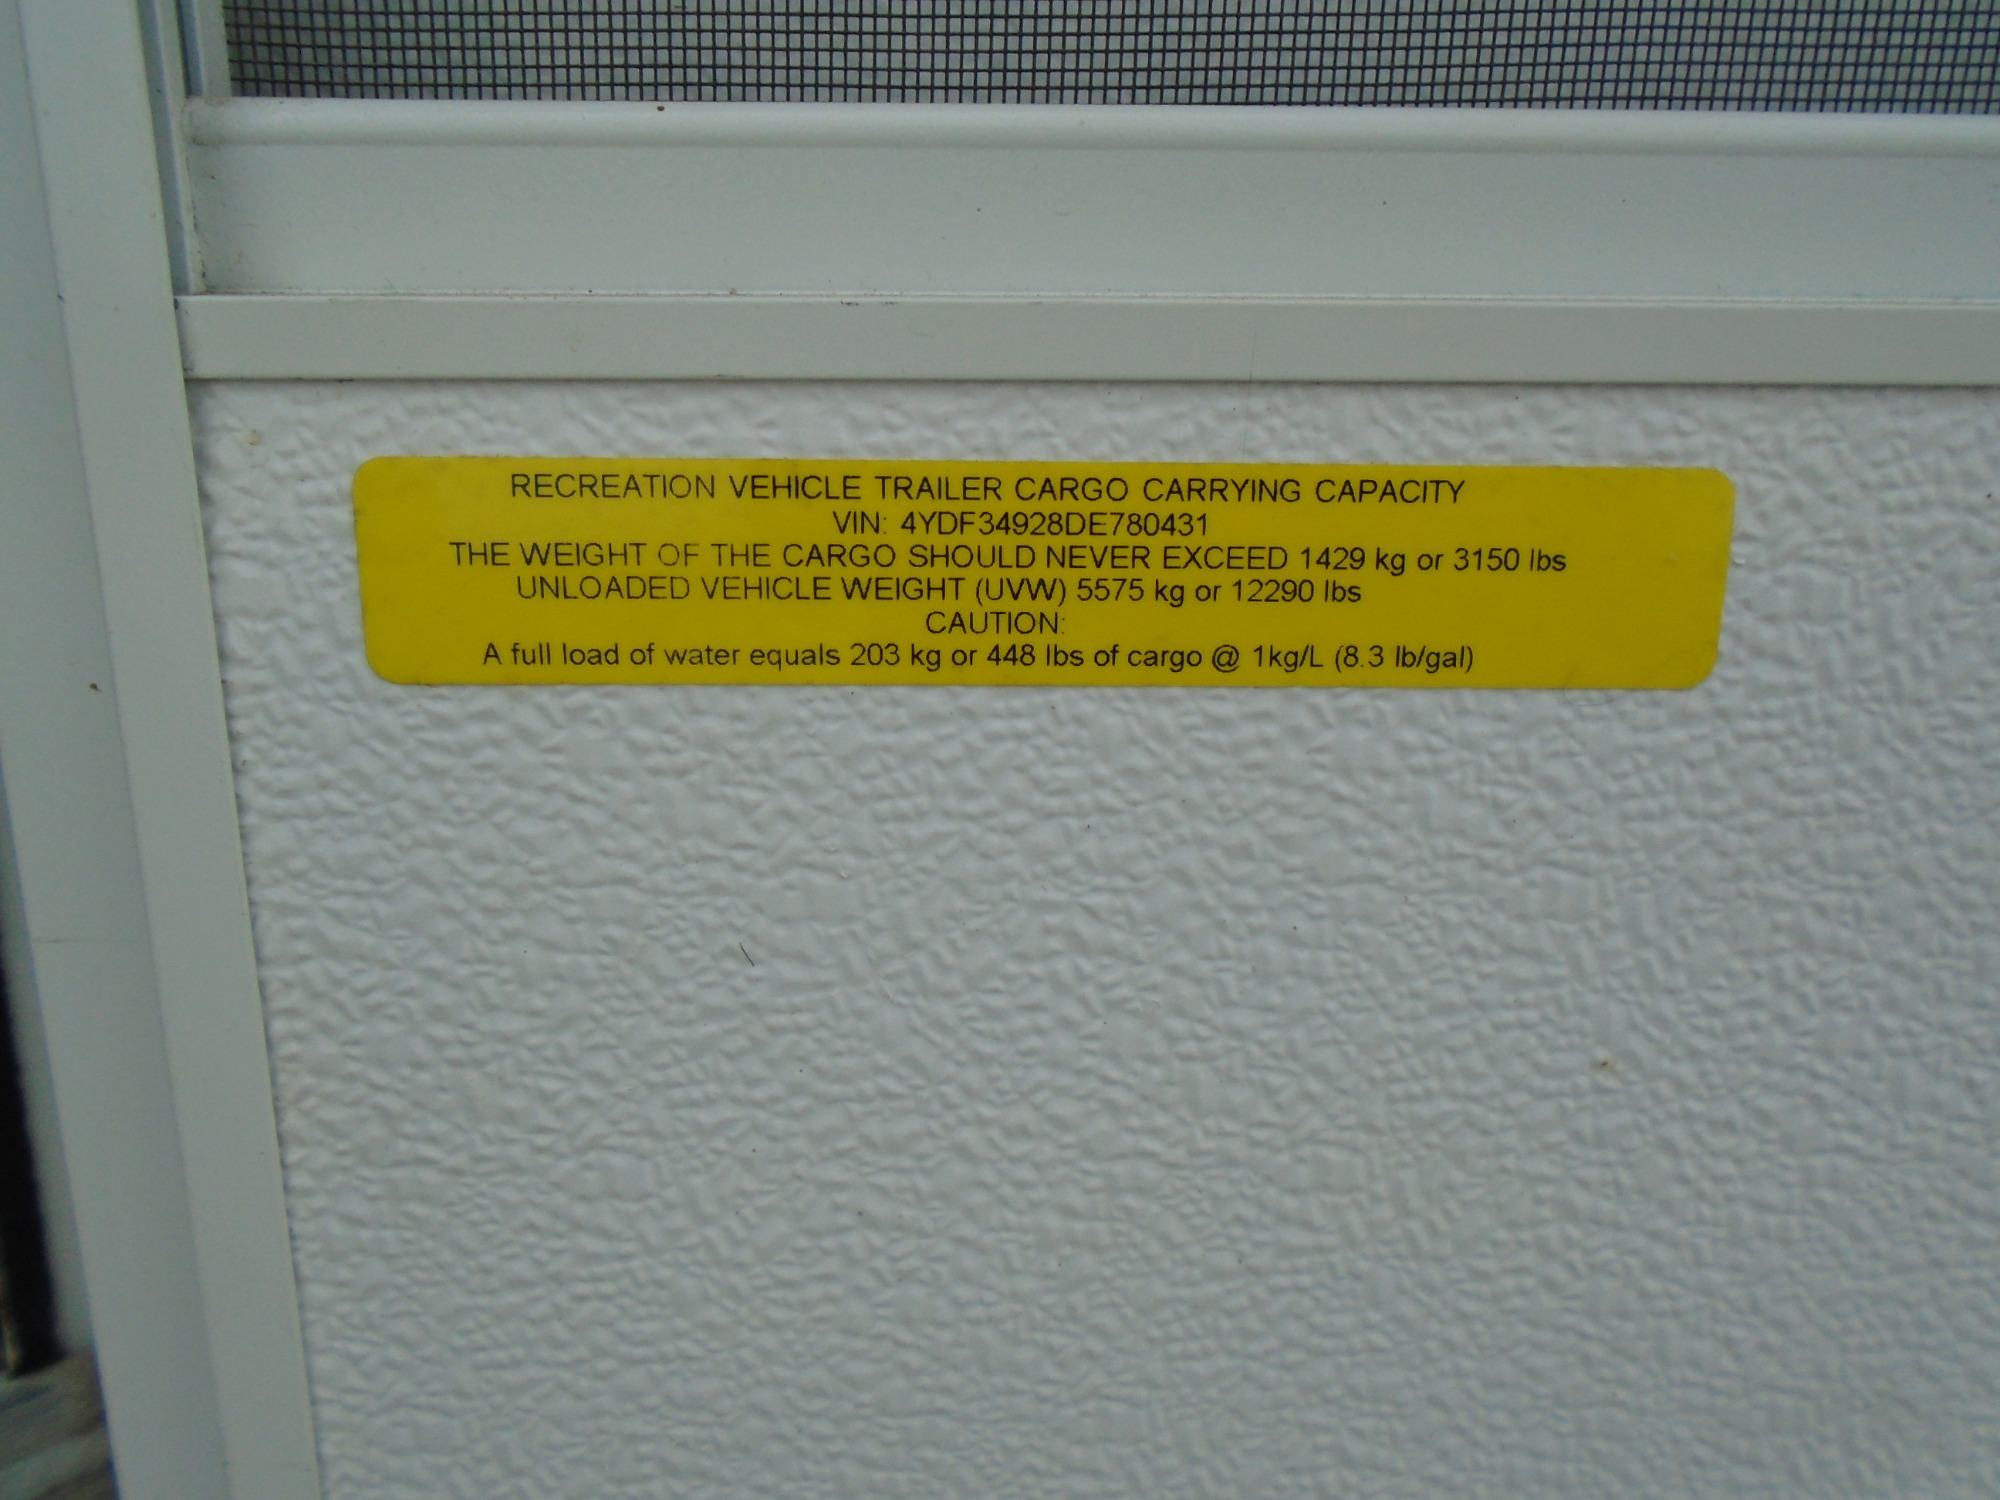 RECREATION VEHICLE TRAILER CARGO CARRYING CAPACITY
VIN: 4YDF34928DE780431
THE WEIGHT OF THE CARGO SHOULD NEVER EXCEED 1429 kg or 3150 lbs
UNLOADED VEHICLE WEIGHT (UVW) 5575 kg or 12290 lbs
CAUTION:
A full load of water equals 203 kg or 448 lbs of cargo @ 1kg/L (8.3 lb/gal)